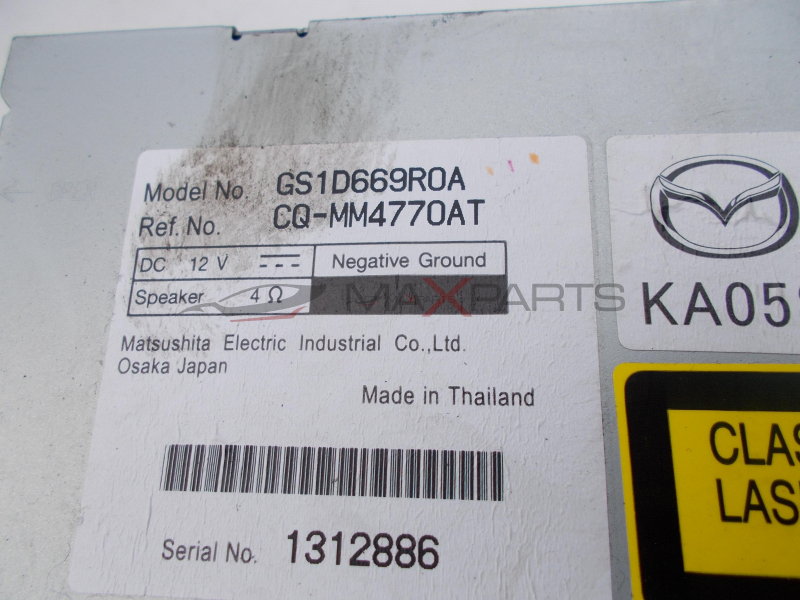 Model No. GS1D669R0A
Ref. No. CQ-MM4770AT
DC 12 V Negative Ground
Speaker 4 Ω
MAXPARTS
Matsushita Electric Industrial Co.,Ltd.
Osaka Japan
Made in Thailand
Serial No. 1312886
KA059
CLAS
LAS